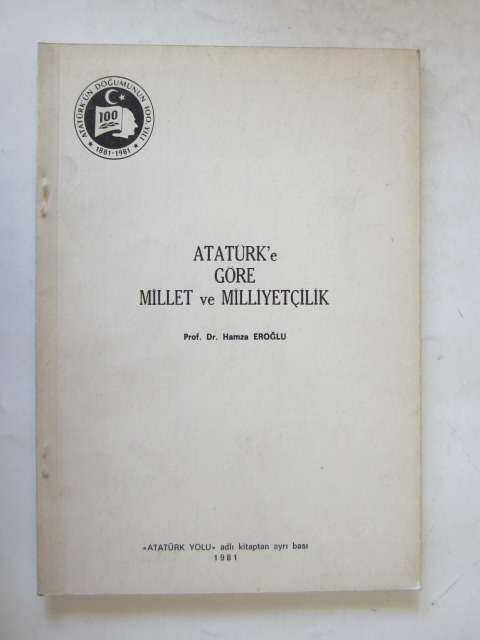 ATATÜRK'ÜN DOĞUMUNUN 100. YILI
100
★ 1881-1981 ★
ATATÜRK'e
GÖRE
MİLLET ve MİLLİYETÇİLİK
Prof. Dr. Hamza EROĞLU
«ATATÜRK YOLU» adlı kitaptan ayrı bası
1981